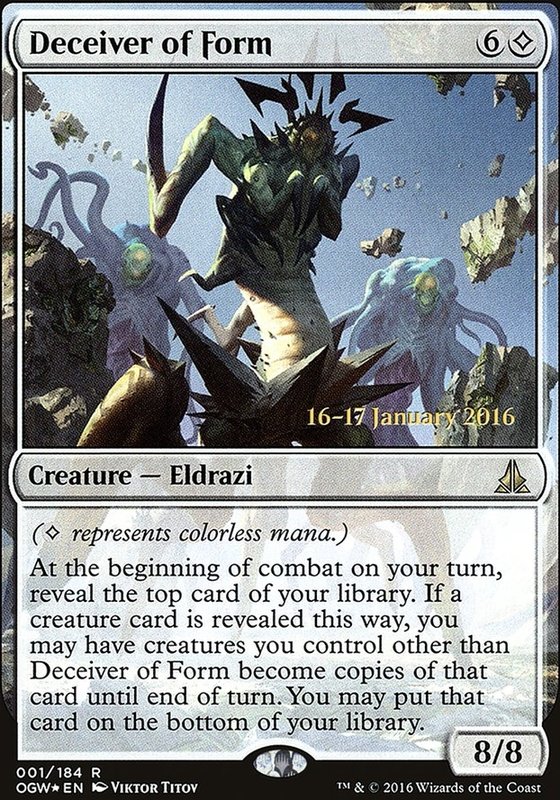 Deceiver of Form 6
16-17 January 2016
Creature — Eldrazi
( represents colorless mana.)
At the beginning of combat on your turn,
reveal the top card of your library. If a
creature card is revealed this way, you
may have creatures you control other than
Deceiver of Form become copies of that
card until end of turn. You may put that
card on the bottom of your library.
8/8
001/184 R
OGW★EN Viktor Titov
™ & © 2016 Wizards of the Coast